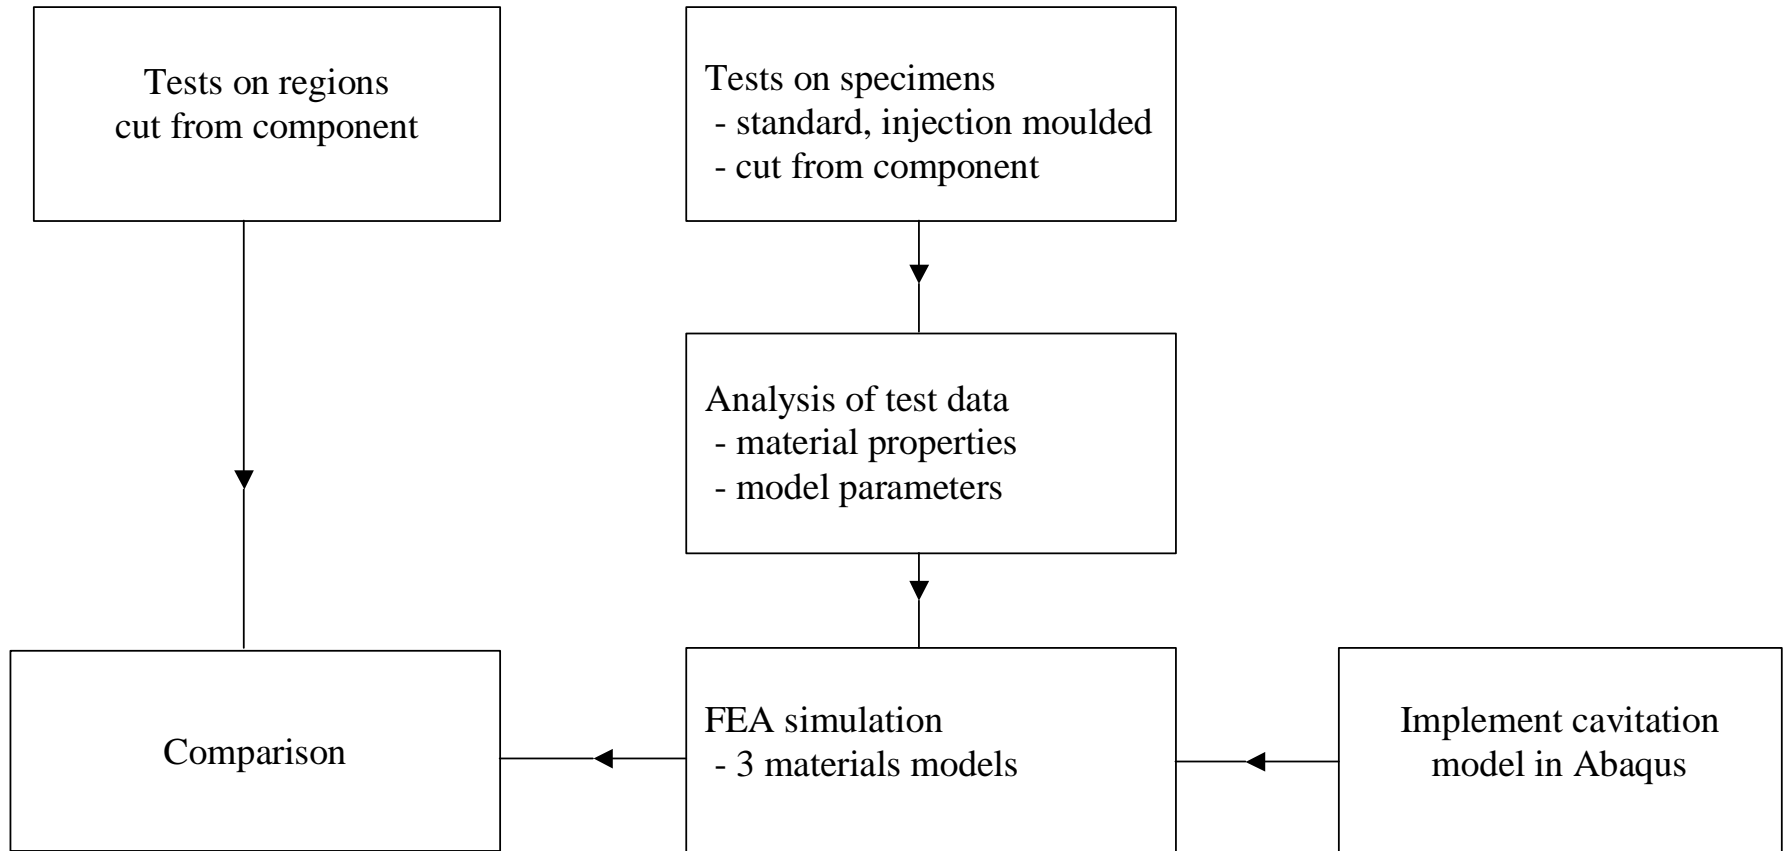 Tests on regions
cut from component
Tests on specimens
- standard, injection moulded
- cut from component
Analysis of test data
- material properties
- model parameters
Comparison
FEA simulation
- 3 materials models
Implement cavitation
model in Abaqus